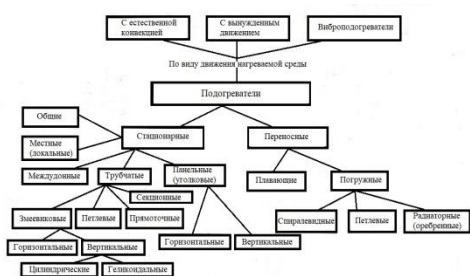 С естественной
конвекцией
С вынужденным
движением
Виброподогреватели
По виду движения нагреваемой среды
Подогреватели
Общие
Местные
(локальные)
Стационарные
Переносные
Междудонные
Трубчатые
Панельные
(уголковые)
Плавающие
Погружные
Секционные
Змеевиковые
Петлевые
Прямоточные
Спиралевидные
Петлевые
Радиаторные
(оребренные)
Горизонтальные
Вертикальные
Горизонтальные
Вертикальные
Цилиндрические
Геликоидальные